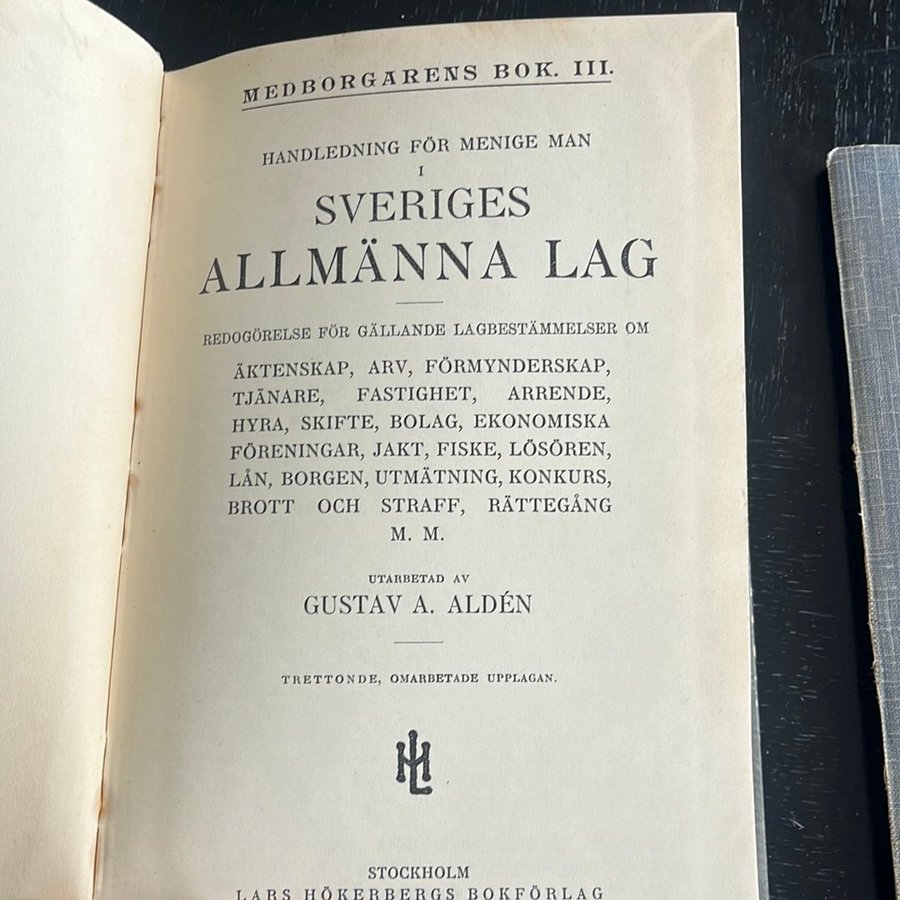 MEDBORGARENS BOK. III.
HANDLEDNING FÖR MENIGE MAN
I
SVERIGES
ALLMÄNNA LAG
REDOGÖRELSE FÖR GÄLLANDE LAGBESTÄMMELSER OM
ÄKTENSKAP, ARV, FÖRMYNDERSKAP,
TJÄNARE, FASTIGHET, ARRENDE,
HYRA, SKIFTE, BOLAG, EKONOMISKA
FÖRENINGAR, JAKT, FISKE, LÖSÖREN,
LÅN, BORGEN, UTMÄTNING, KONKURS,
BROTT OCH STRAFF, RÄTTEGÅNG
M. M.
UTARBETAD AV
GUSTAV A. ALDÉN
TRETTONDE, OMARBETADE UPPLAGAN.
LH
STOCKHOLM
LARS HÖKERBERGS BOKFÖRLAG